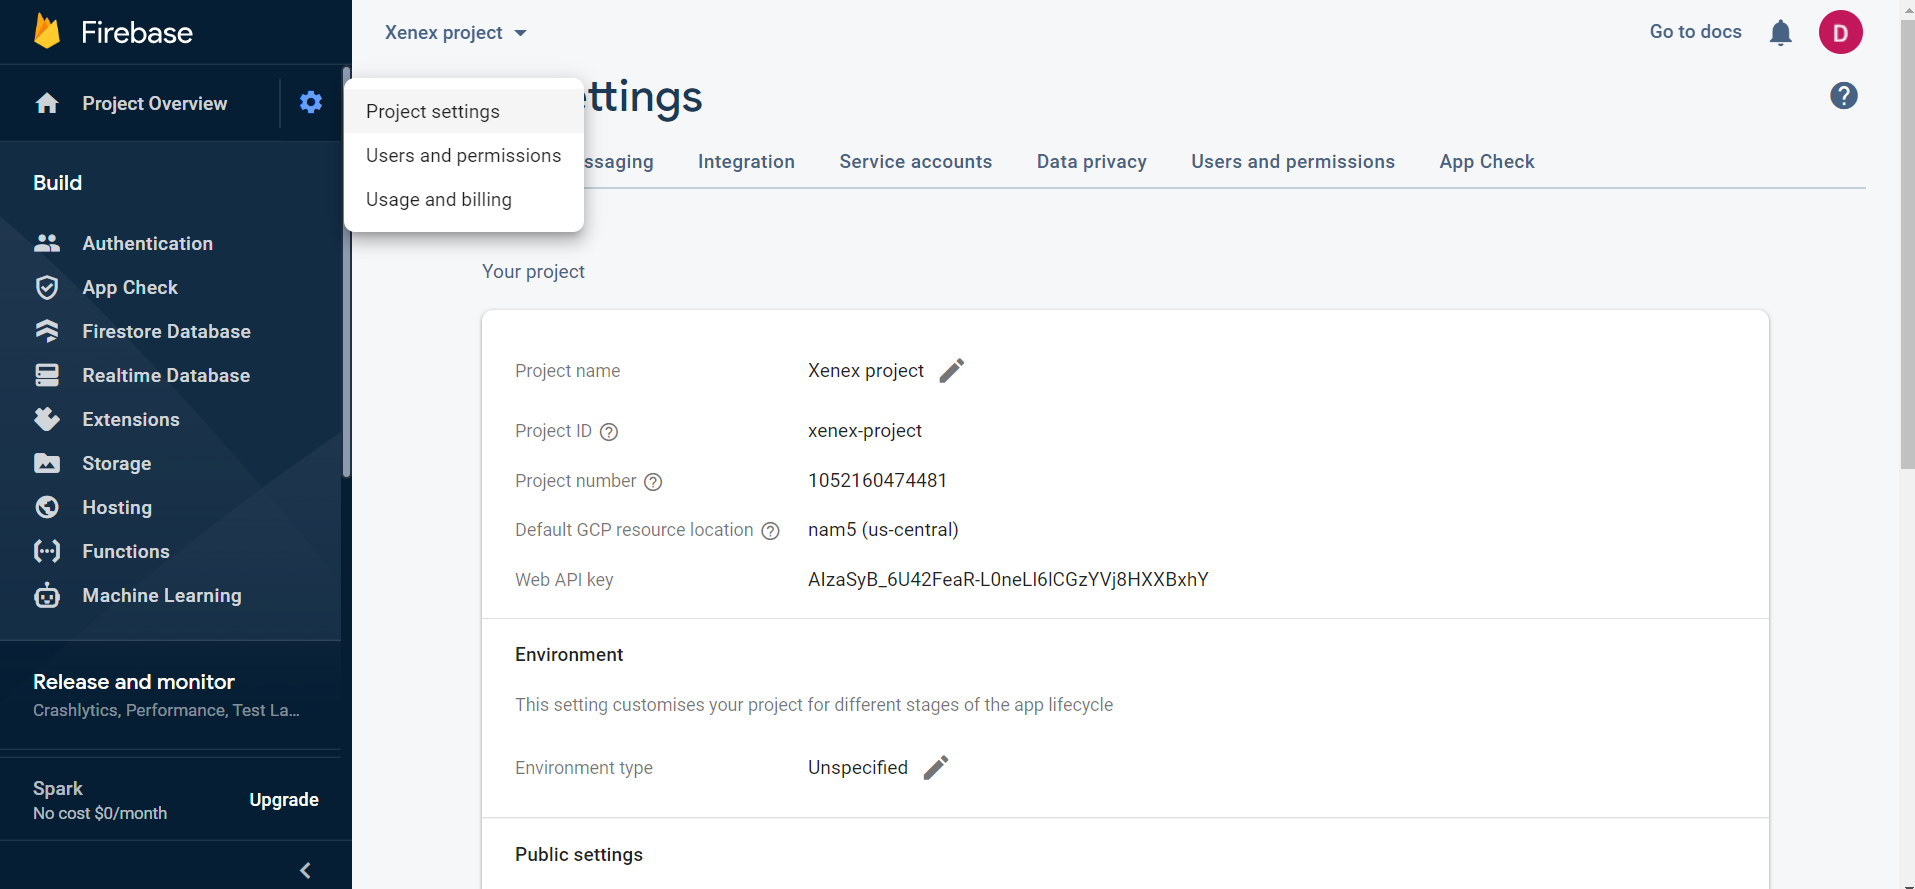 Firebase
Project Overview
Build
Authentication
App Check
Firestore Database
Realtime Database
Extensions
Storage
Hosting
Functions
Machine Learning
Release and monitor
Crashlytics, Performance, Test La...
Spark
No cost $0/month
Upgrade
Xenex project
Go to docs
D
Project settings
Users and permissions
Usage and billing
ettings
ssaging
Integration
Service accounts
Data privacy
Users and permissions
App Check
Your project
Project name
Xenex project
Project ID
xenex-project
Project number
1052160474481
Default GCP resource location
nam5 (us-central)
Web API key
AIzaSyB_6U42FeaR-L0neLI6ICGzYVj8HXXBxhY
Environment
This setting customises your project for different stages of the app lifecycle
Environment type
Unspecified
Public settings